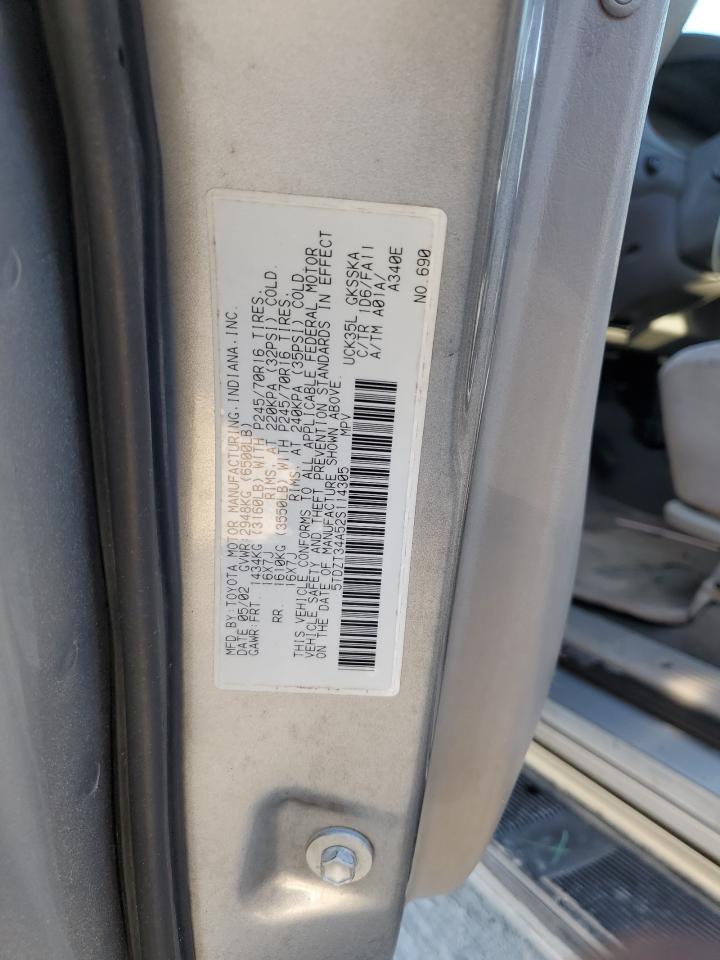 MFD.BY:TOYOTA MOTOR MANUFACTURING,INDIANA,INC.
DATE 05/02 GVWR:2948KG (6500LB)
GAWR:FRT. 1434KG (3160LB) WITH P245/70R16 TIRES,
16X7J RIMS, AT 220KPA (32PSI) COLD.
RR. 1610KG (3550LB) WITH P245/70R16 TIRES,
16X7J RIMS, AT 240KPA (35PSI) COLD.
THIS VEHICLE CONFORMS TO ALL APPLICABLE FEDERAL MOTOR
VEHICLE SAFETY AND THEFT PREVENTION STANDARDS IN EFFECT
ON THE DATE OF MANUFACTURE SHOWN ABOVE.
5TDZT34A52S114305 MPV
UCK35L GKSSKA
C/TR 1D6/FA11
A/TM A01A/
A340E
NO.690